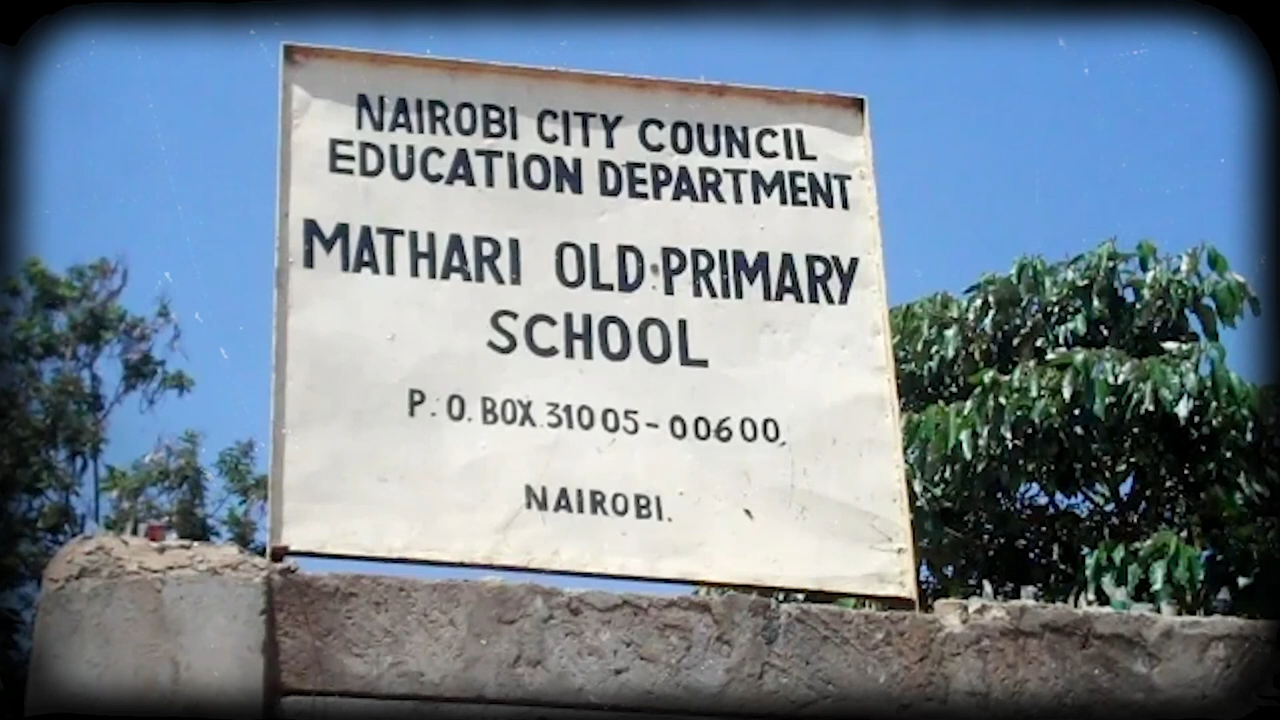 NAIROBI CITY COUNCIL
EDUCATION DEPARTMENT
MATHARI OLD PRIMARY
SCHOOL
P. O. BOX 31005-00600
NAIROBI.